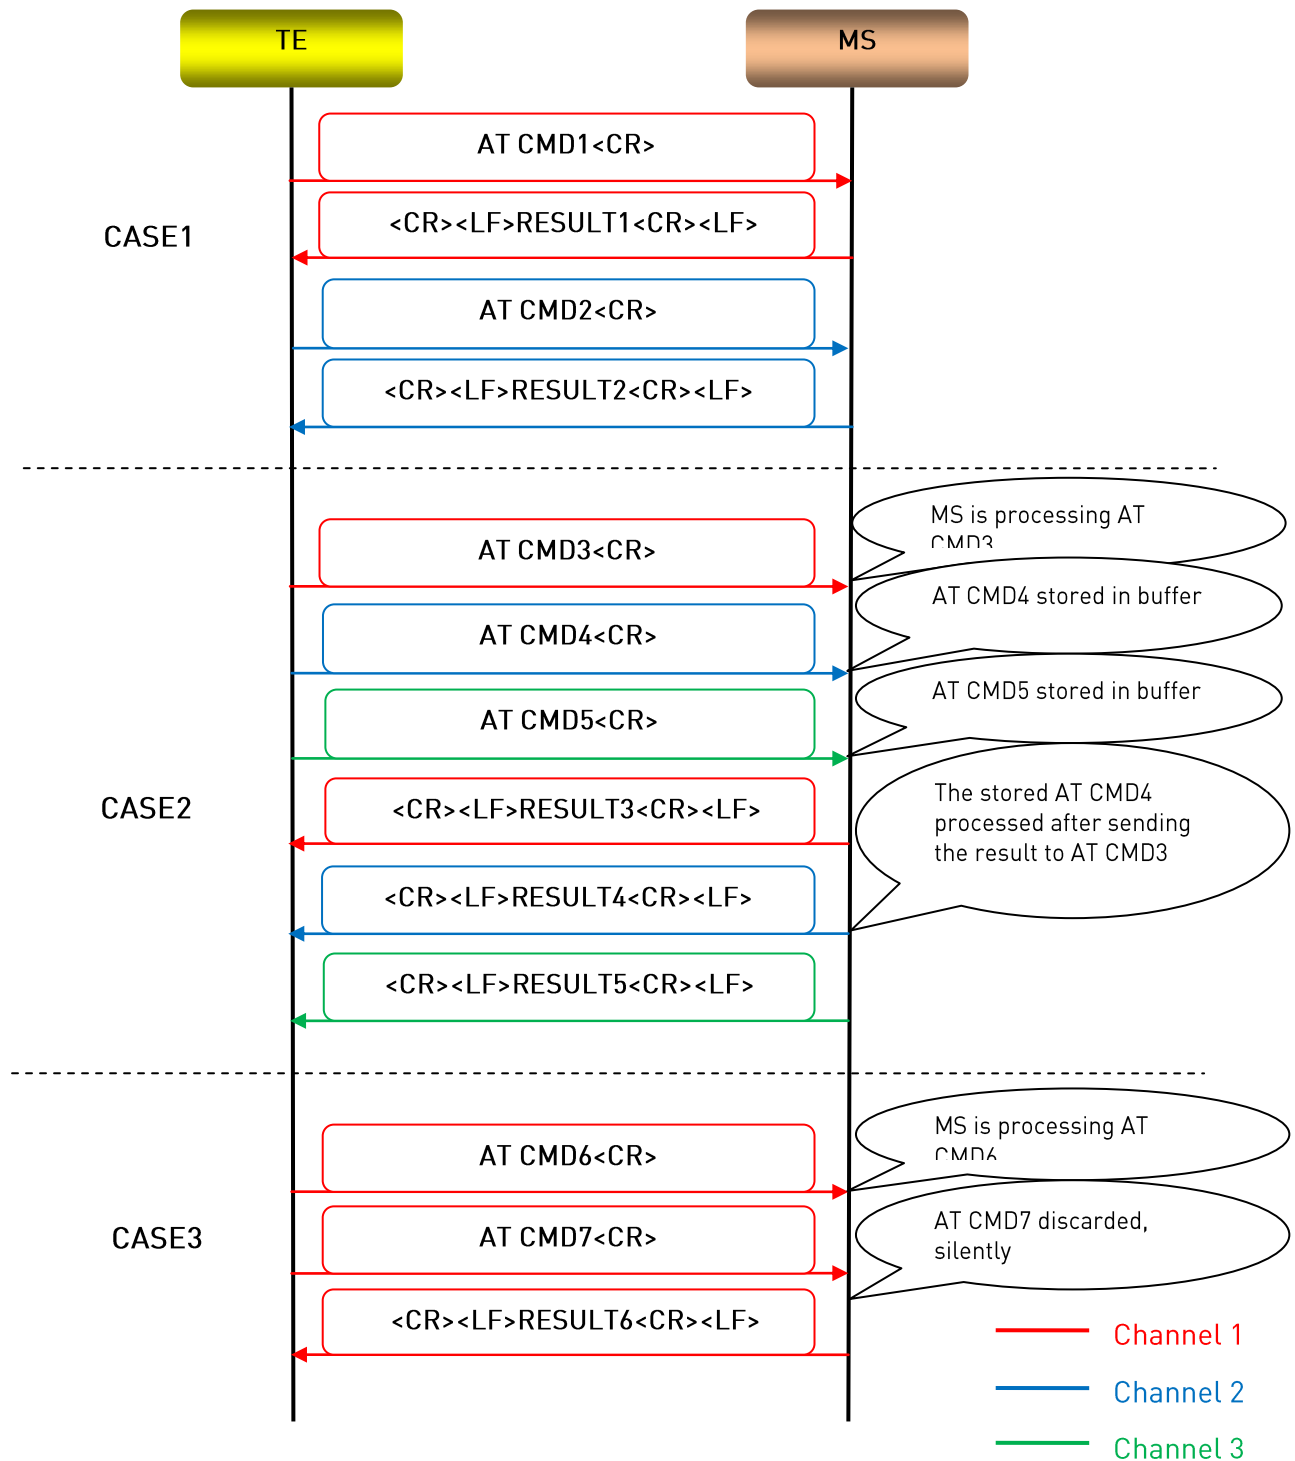 TE
MS
AT CMD1<CR>
<CR><LF>RESULT1<CR><LF>
CASE1
AT CMD2<CR>
<CR><LF>RESULT2<CR><LF>
MS is processing AT
CMD3
AT CMD3<CR>
AT CMD4 stored in buffer
AT CMD4<CR>
AT CMD5 stored in buffer
AT CMD5<CR>
CASE2
<CR><LF>RESULT3<CR><LF>
The stored AT CMD4
processed after sending
the result to AT CMD3
<CR><LF>RESULT4<CR><LF>
<CR><LF>RESULT5<CR><LF>
MS is processing AT
CMD6
AT CMD6<CR>
CASE3
AT CMD7<CR>
AT CMD7 discarded,
silently
<CR><LF>RESULT6<CR><LF>
Channel 1
Channel 2
Channel 3